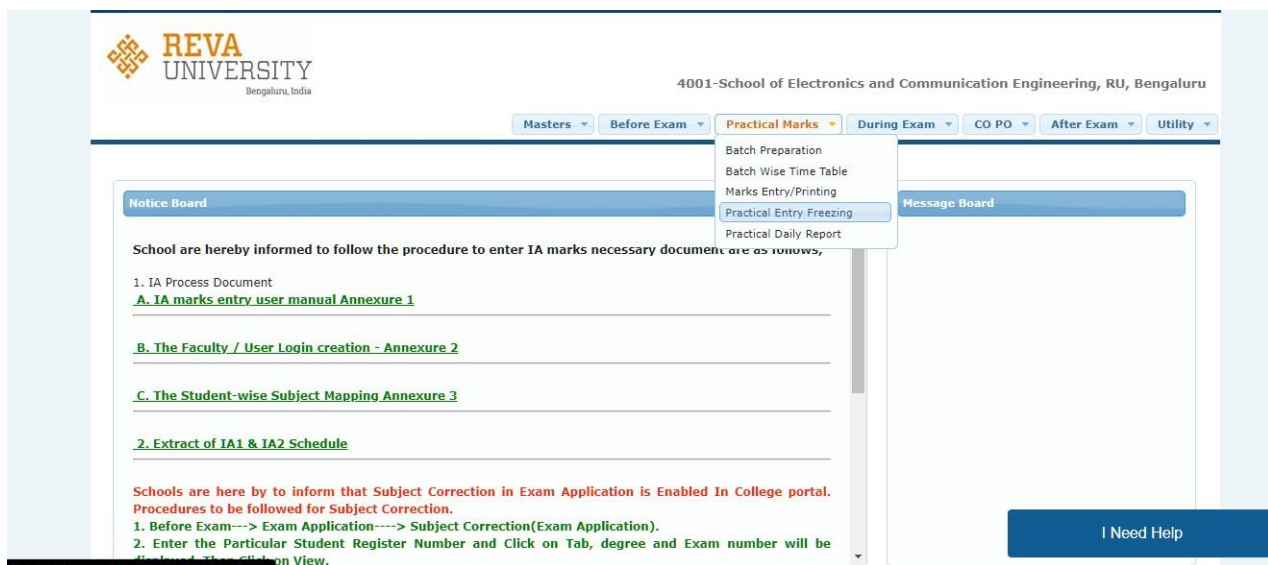 REVA
UNIVERSITY
Bengaluru, India
4001-School of Electronics and Communication Engineering, RU, Bengaluru
Masters Before Exam Practical Marks During Exam CO PO After Exam Utility
Batch Preparation
Batch Wise Time Table
Marks Entry/Printing
Practical Entry Freezing
Practical Daily Report
Notice Board
Message Board
School are hereby informed to follow the procedure to enter IA marks necessary document are as follows,
1. IA Process Document
A. IA marks entry user manual Annexure 1
B. The Faculty / User Login creation - Annexure 2
C. The Student-wise Subject Mapping Annexure 3
2. Extract of IA1 & IA2 Schedule
Schools are here by to inform that Subject Correction in Exam Application is Enabled In College portal.
Procedures to be followed for Subject Correction.
1. Before Exam---> Exam Application----> Subject Correction(Exam Application).
2. Enter the Particular Student Register Number and Click on Tab, degree and Exam number will be
on View.
I Need Help